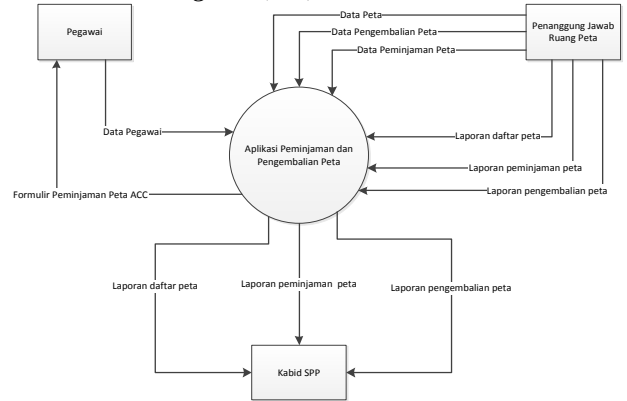 Pegawai
Data Peta
Data Pengembalian Peta
Data Peminjaman Peta
Penanggung Jawab
Ruang Peta
Data Pegawai
Aplikasi Peminjaman dan
Pengembalian Peta
Laporan daftar peta
Laporan peminjaman peta
Laporan pengembalian peta
Formulir Peminjaman Peta ACC
Laporan daftar peta
Laporan peminjaman peta
Laporan pengembalian peta
Kabid SPP